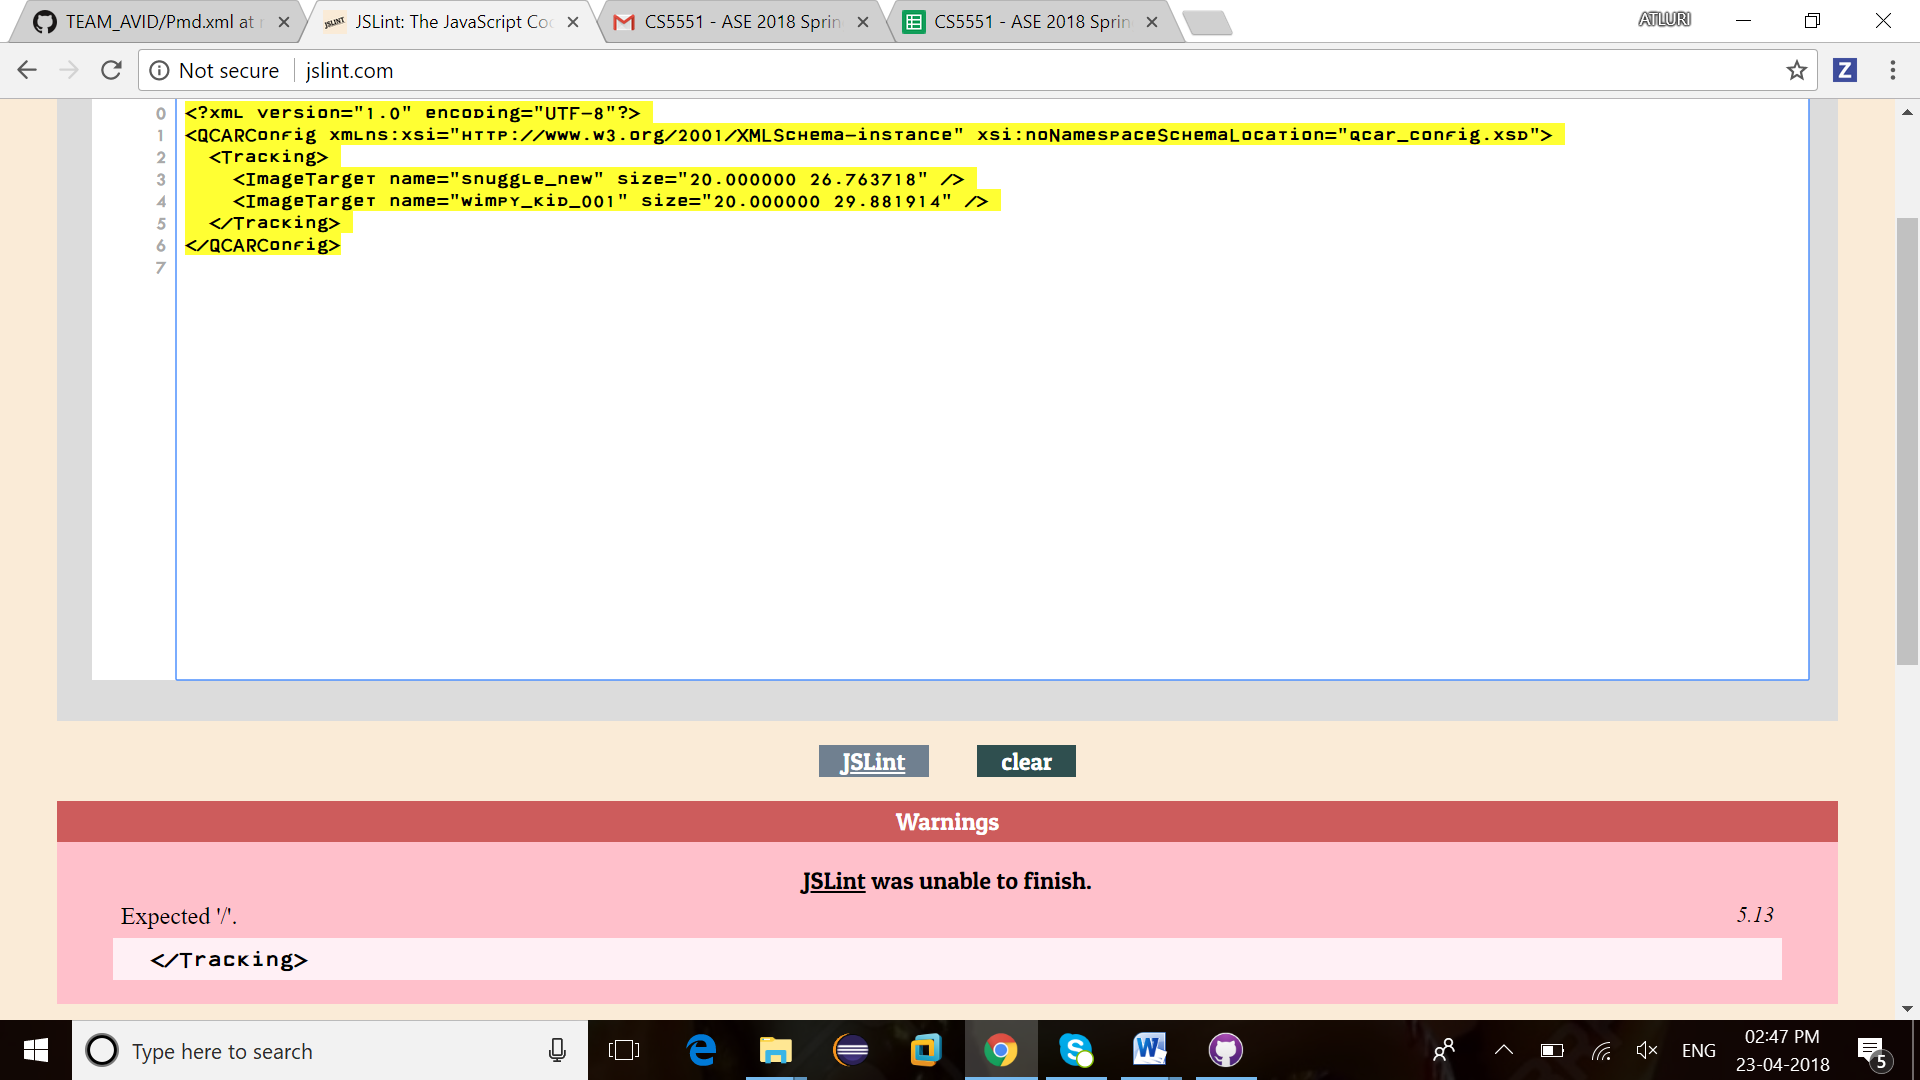 TEAM_AVID/Pmd.xml at
JSLint: The JavaScript Co
CS5551 - ASE 2018 Sprin
CS5551 - ASE 2018 Sprin
ATLURI
Not secure
jslint.com
Z
0 <?xml version="1.0" encoding="UTF-8"?>
1 <QCARConfig xmlns:xsi="http://www.w3.org/2001/XMLSchema-instance" xsi:noNamespaceSchemaLocation="qcar_config.xsd">
2 <Tracking>
3 <ImageTarget name="snuggle_new" size="20.000000 26.763718" />
4 <ImageTarget name="wimpy_kid_001" size="20.000000 29.881914" />
5 </Tracking>
6 </QCARConfig>
7
JSLint
clear
Warnings
JSLint was unable to finish.
Expected '/'.
5.13
</Tracking>
Type here to search
ENG
02:47 PM
23-04-2018
5